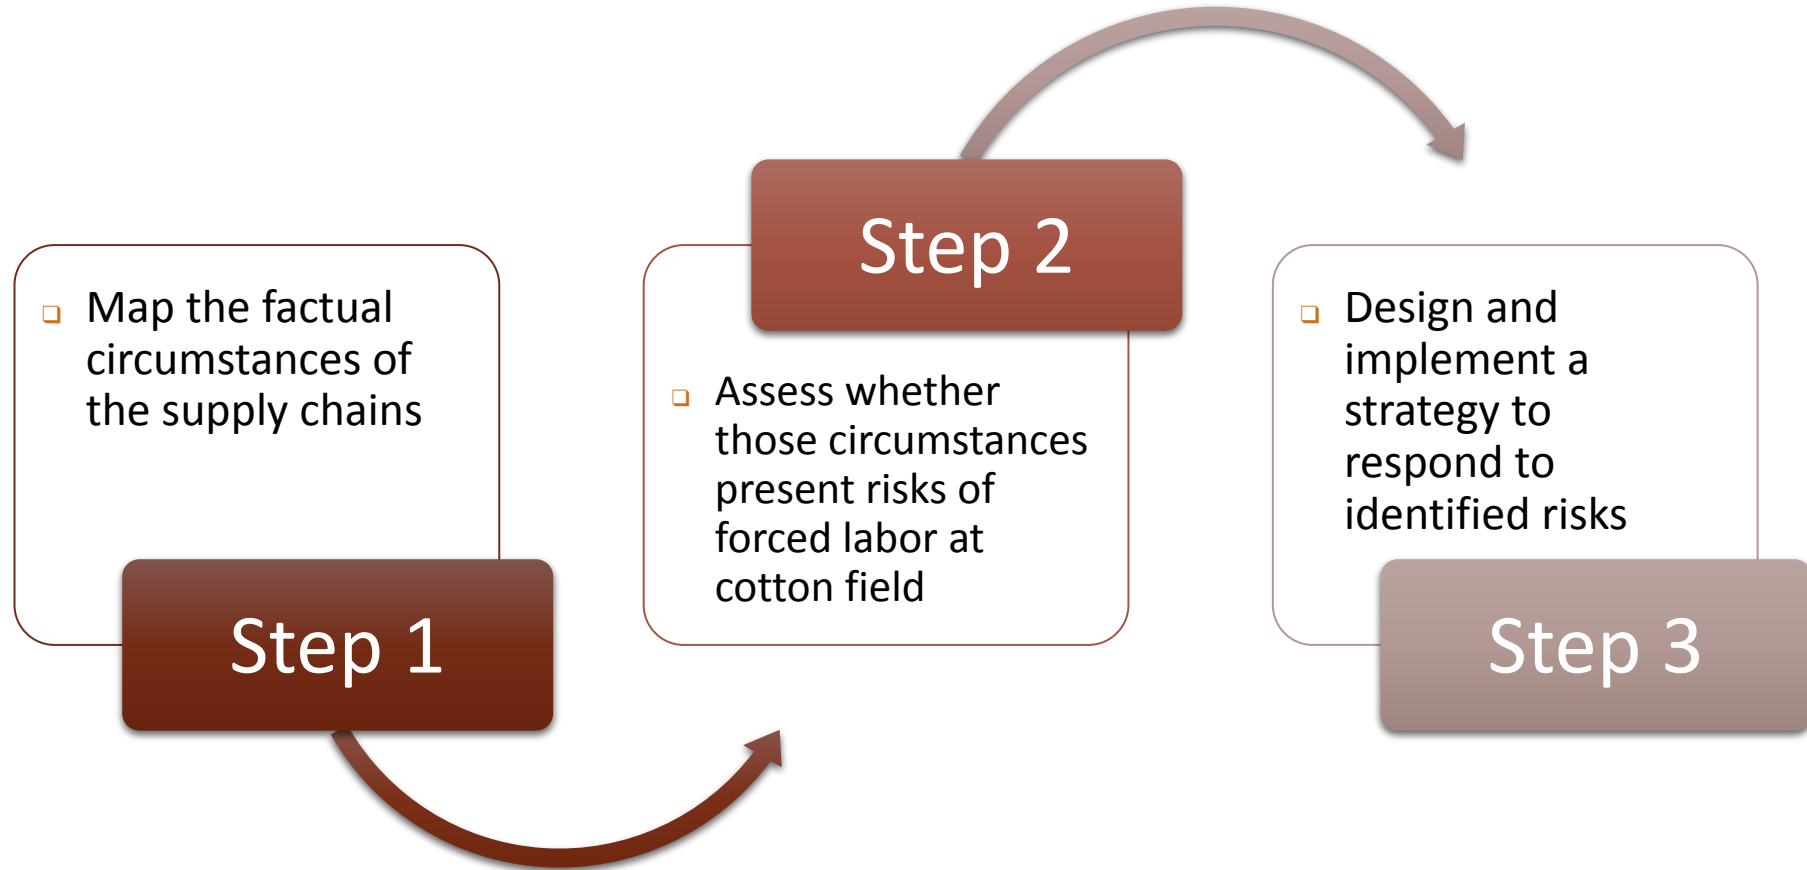 Map the factual
circumstances of
the supply chains
Step 1
Step 2
Assess whether
those circumstances
present risks of
forced labor at
cotton field
Design and
implement a
strategy to
respond to
identified risks
Step 3